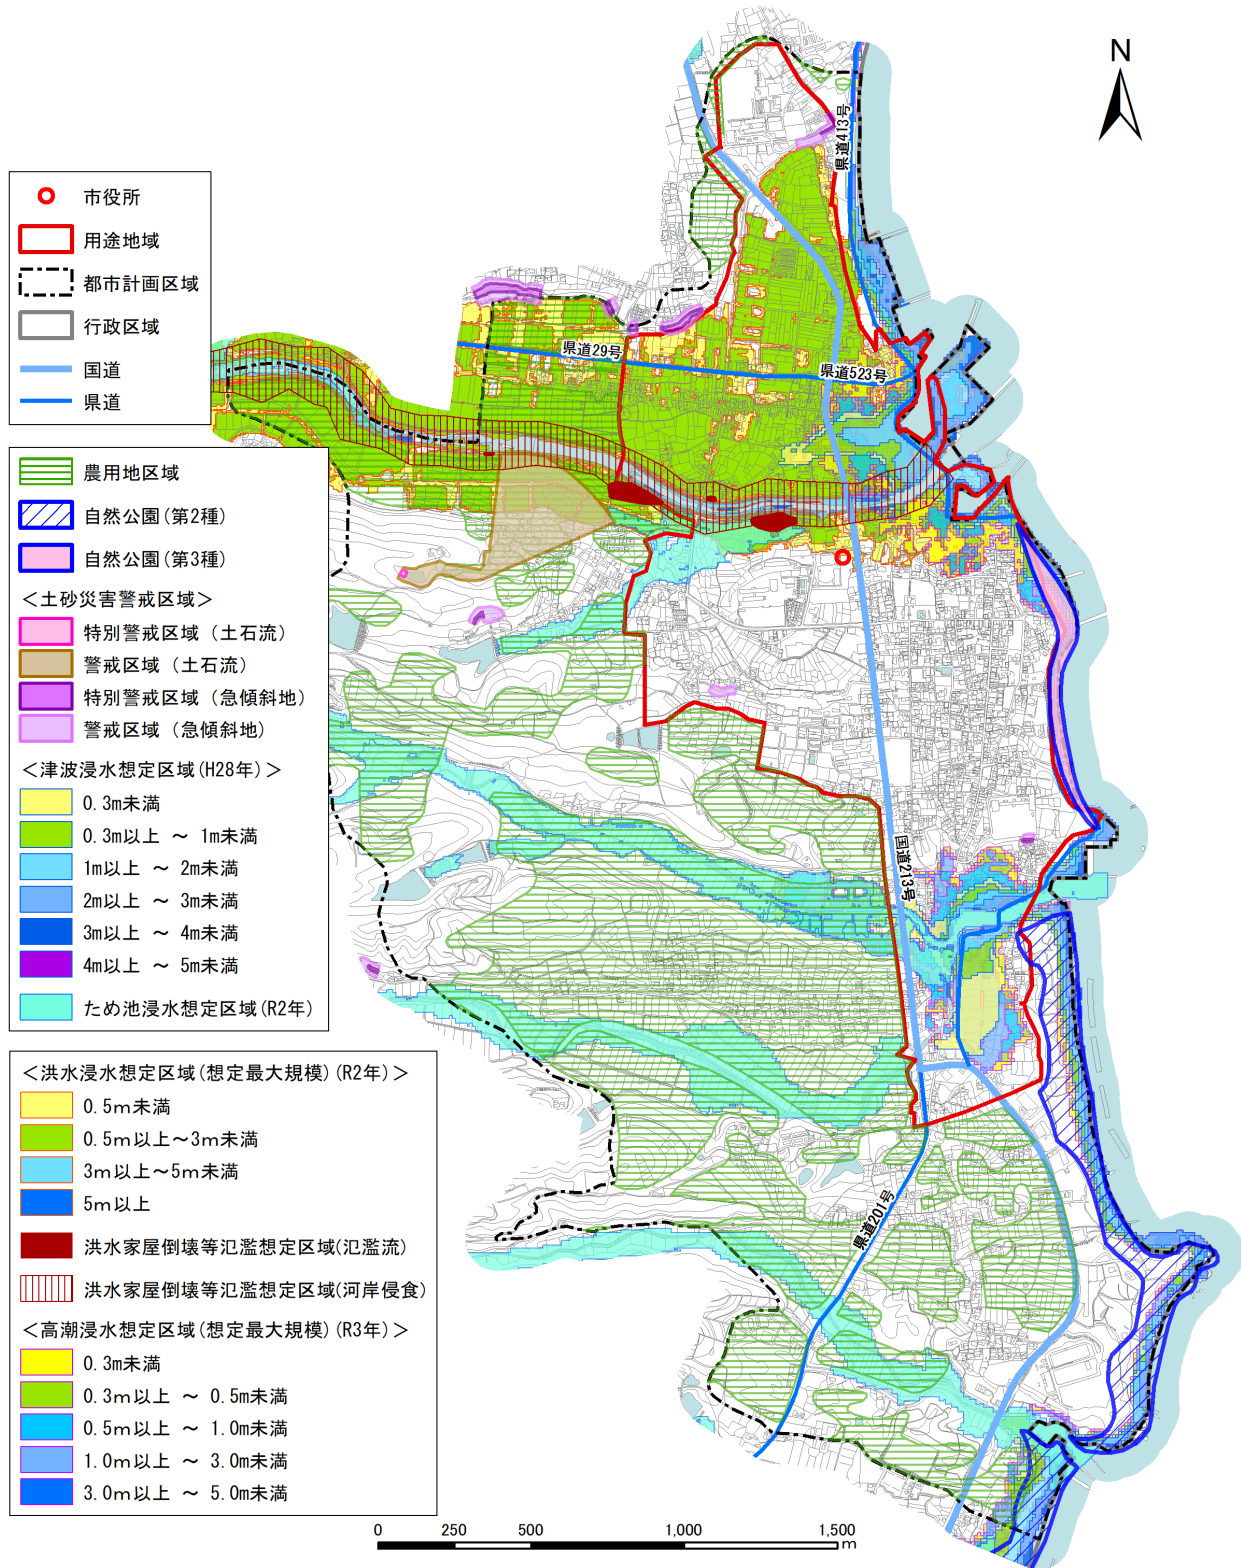 N
市役所
用途地域
都市計画区域
行政区域
国道
県道
農用地区域
自然公園(第2種)
自然公園(第3種)
＜土砂災害警戒区域＞
特別警戒区域（土石流）
警戒区域（土石流）
特別警戒区域（急傾斜地）
警戒区域（急傾斜地）
＜津波浸水想定区域(H28年)＞
0.3m未満
0.3m以上 ～ 1m未満
1m以上 ～ 2m未満
2m以上 ～ 3m未満
3m以上 ～ 4m未満
4m以上 ～ 5m未満
ため池浸水想定区域(R2年)
＜洪水浸水想定区域(想定最大規模)(R2年)＞
0.5m未満
0.5m以上～3m未満
3m以上～5m未満
5m以上
洪水家屋倒壊等氾濫想定区域(氾濫流)
洪水家屋倒壊等氾濫想定区域(河岸侵食)
＜高潮浸水想定区域(想定最大規模)(R3年)＞
0.3m未満
0.3m以上 ～ 0.5m未満
0.5m以上 ～ 1.0m未満
1.0m以上 ～ 3.0m未満
3.0m以上 ～ 5.0m未満
県道413号
県道29号
県道523号
国道213号
県道201号
0 250 500 1,000 1,500
m